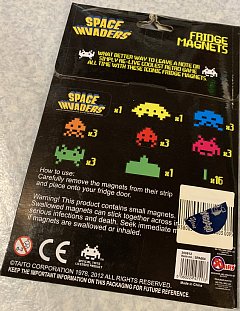 SPACE
INVADERS
FRIDGE
MAGNETS
WHAT BETTER WAY TO LEAVE A NOTE OR
SIMPLY RE-LIVE COOLEST RETRO GAME
ALL TIME WITH THESE ICONIC FRIDGE MAGNETS.
SPACE
INVADERS
x1
x1
x3
x3
x3
x3
x1
x16
How to use:
Carefully remove the magnets from their strip
and place onto your fridge door.
Warning! This product contains small magnets.
Swallowed magnets can stick together across in
serious infections and death. Seek immediate m
if magnets are swallowed
CE
©TAITO CORPORATION 1978, 2012 ALL RIGHTS RE
KEEP THE IMPORTANT INFORMATION ON THIS PACKAGING FOR FUTURE REFERENCE.
Made in China